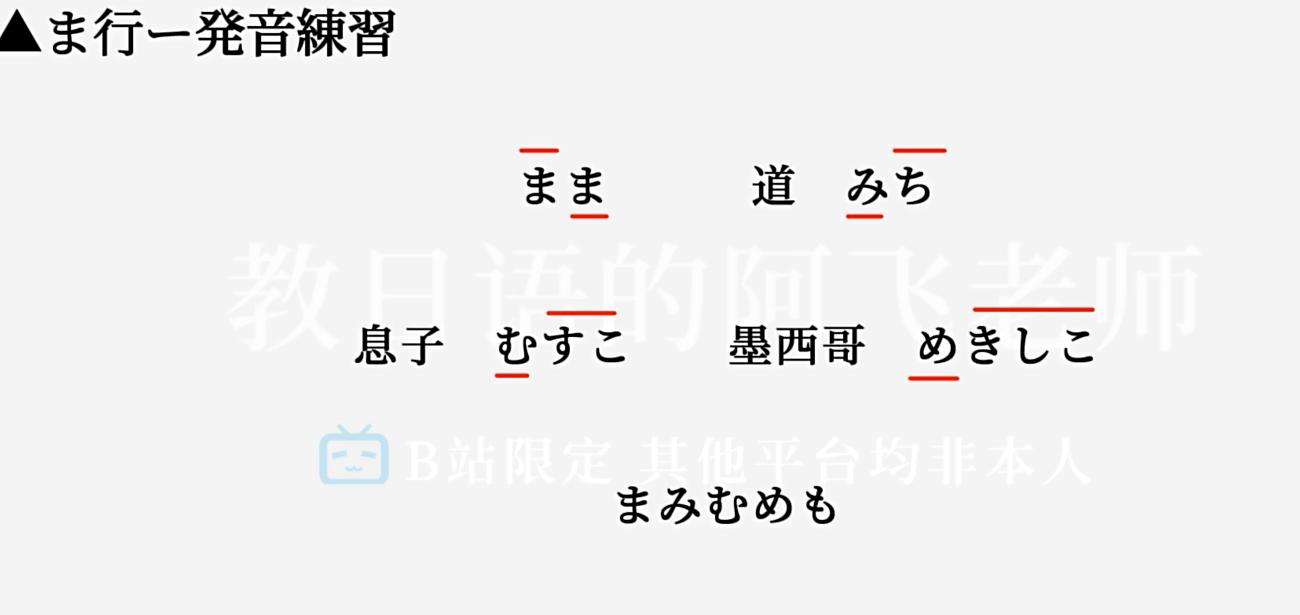 ▲ま行ー発音練習
まま 道 みち
教日语的阿飞老师
息子 むすこ 墨西哥 めきしこ
B站限定 其他平台均非本人
まみむめも